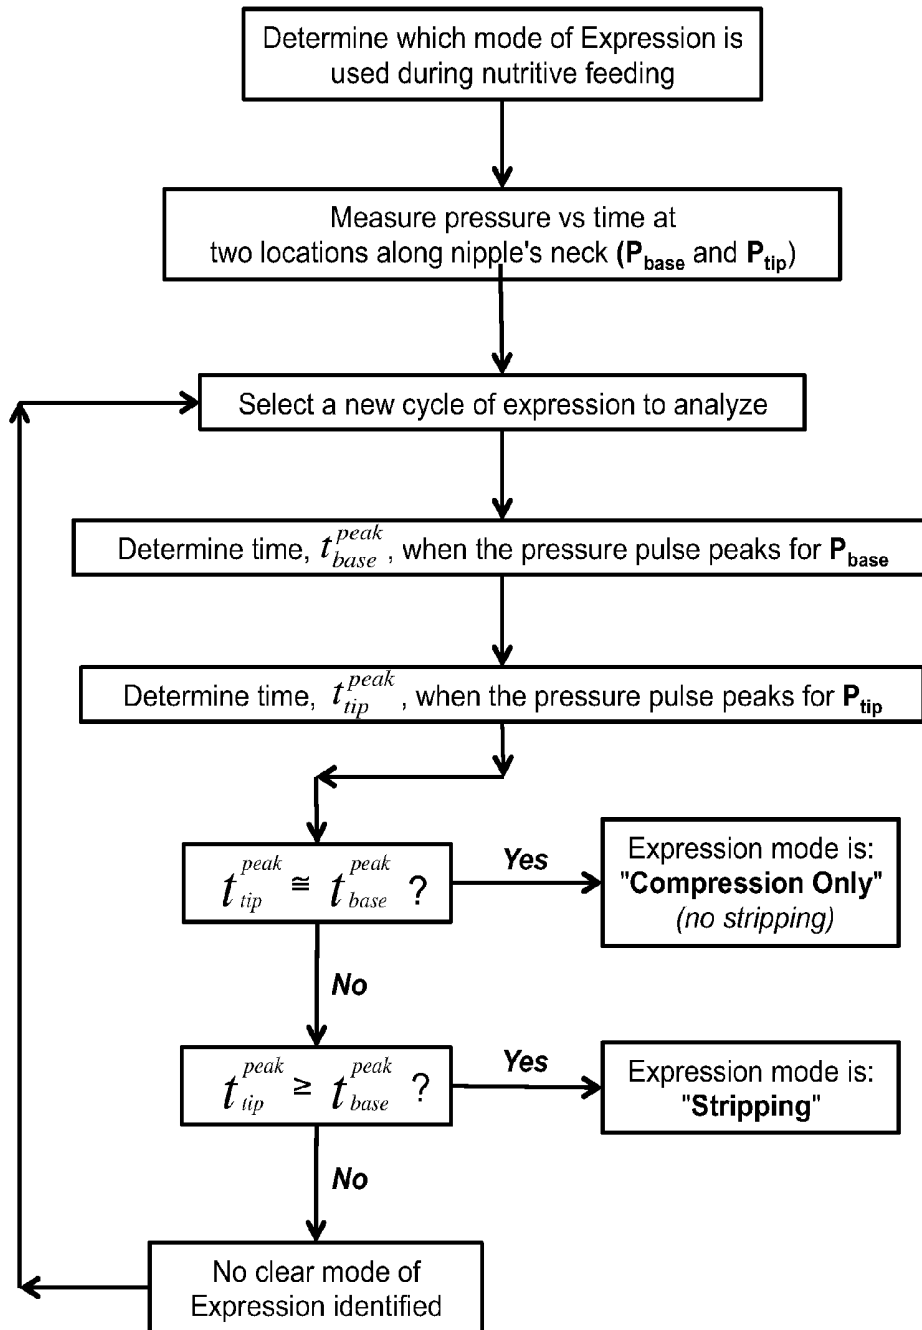 Determine which mode of Expression is
used during nutritive feeding
Measure pressure vs time at
two locations along nipple's neck (P_base and P_tip)
Select a new cycle of expression to analyze
Determine time, t_base^peak, when the pressure pulse peaks for P_base
Determine time, t_tip^peak, when the pressure pulse peaks for P_tip
t_tip^peak ≅ t_base^peak ?
Yes
Expression mode is:
"Compression Only"
(no stripping)
No
t_tip^peak ≥ t_base^peak ?
Yes
Expression mode is:
"Stripping"
No
No clear mode of
Expression identified